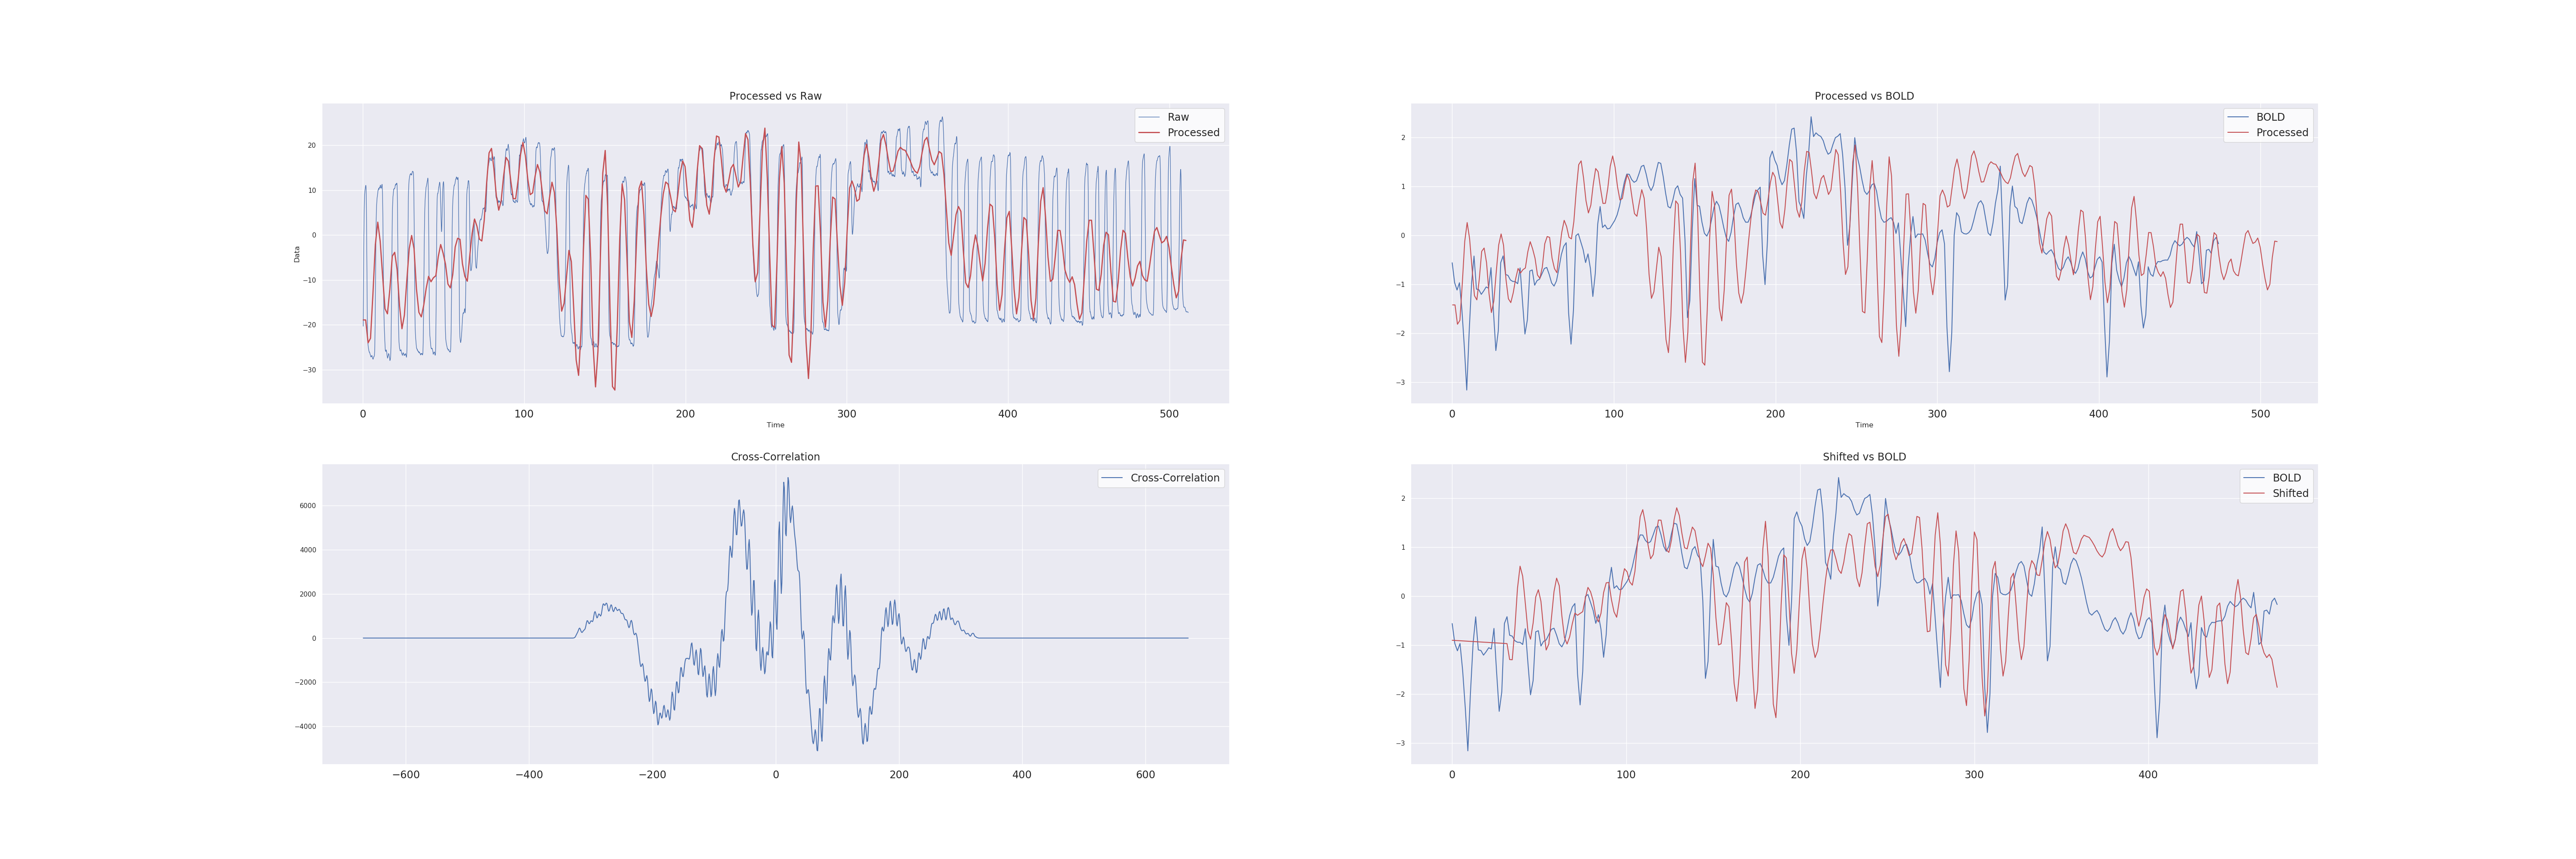 Processed vs Raw
Raw
Processed
Data
20
10
0
−10
−20
−30
0 100 200 300 400 500
Time
Processed vs BOLD
BOLD
Processed
2
1
0
−1
−2
−3
0 100 200 300 400 500
Time
Cross-Correlation
Cross-Correlation
6000
4000
2000
0
−2000
−4000
−600 −400 −200 0 200 400 600
Shifted vs BOLD
BOLD
Shifted
2
1
0
−1
−2
−3
0 100 200 300 400